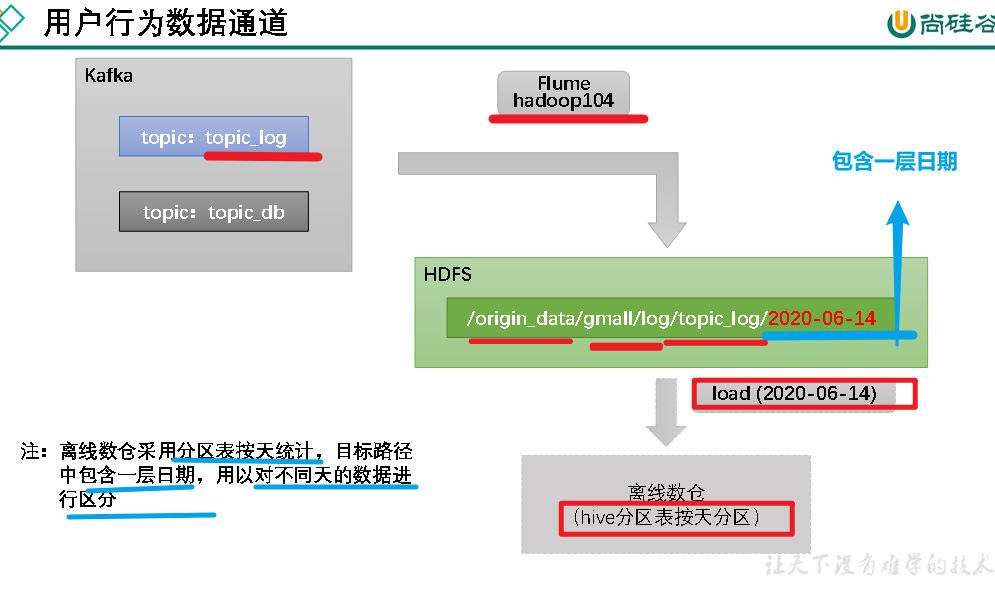 用户行为数据通道
尚硅谷
Kafka
topic：topic_log
topic：topic_db
Flume
hadoop104
包含一层日期
HDFS
/origin_data/gmall/log/topic_log/2020-06-14
load (2020-06-14)
注：离线数仓采用分区表按天统计，目标路径
中包含一层日期，用以对不同天的数据进
行区分
离线数仓
（hive分区表按天分区）
让天下没有难学的技术